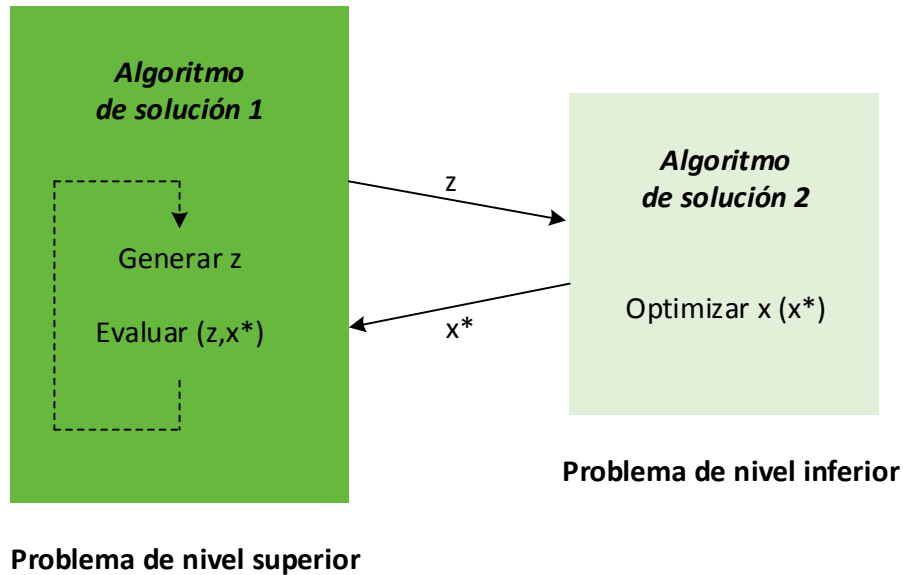 Algoritmo
de solución 1
Generar z
Evaluar (z,x*)
z
x*
Algoritmo
de solución 2
Optimizar x (x*)
Problema de nivel inferior
Problema de nivel superior